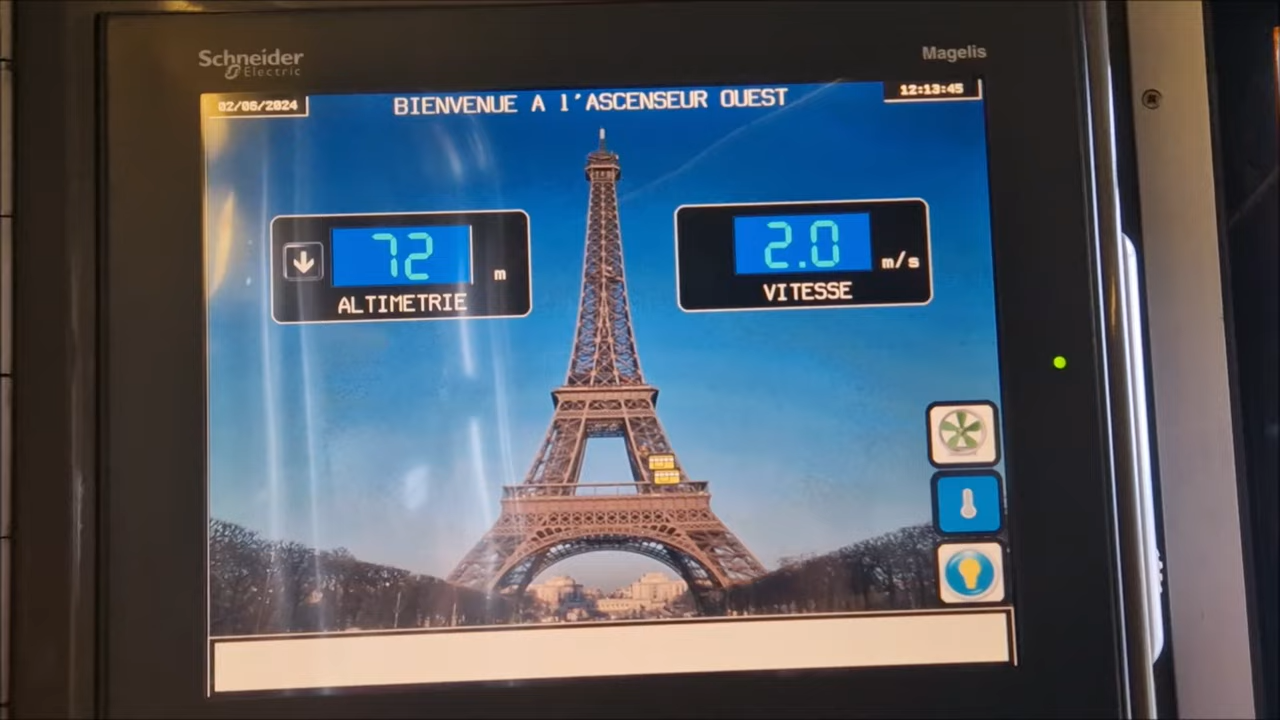 Schneider
Electric
Magelis
02/06/2024
BIENVENUE A l'ASCENSEUR OUEST
12:13:45
72
m
ALTIMETRIE
2.0
m/s
VITESSE